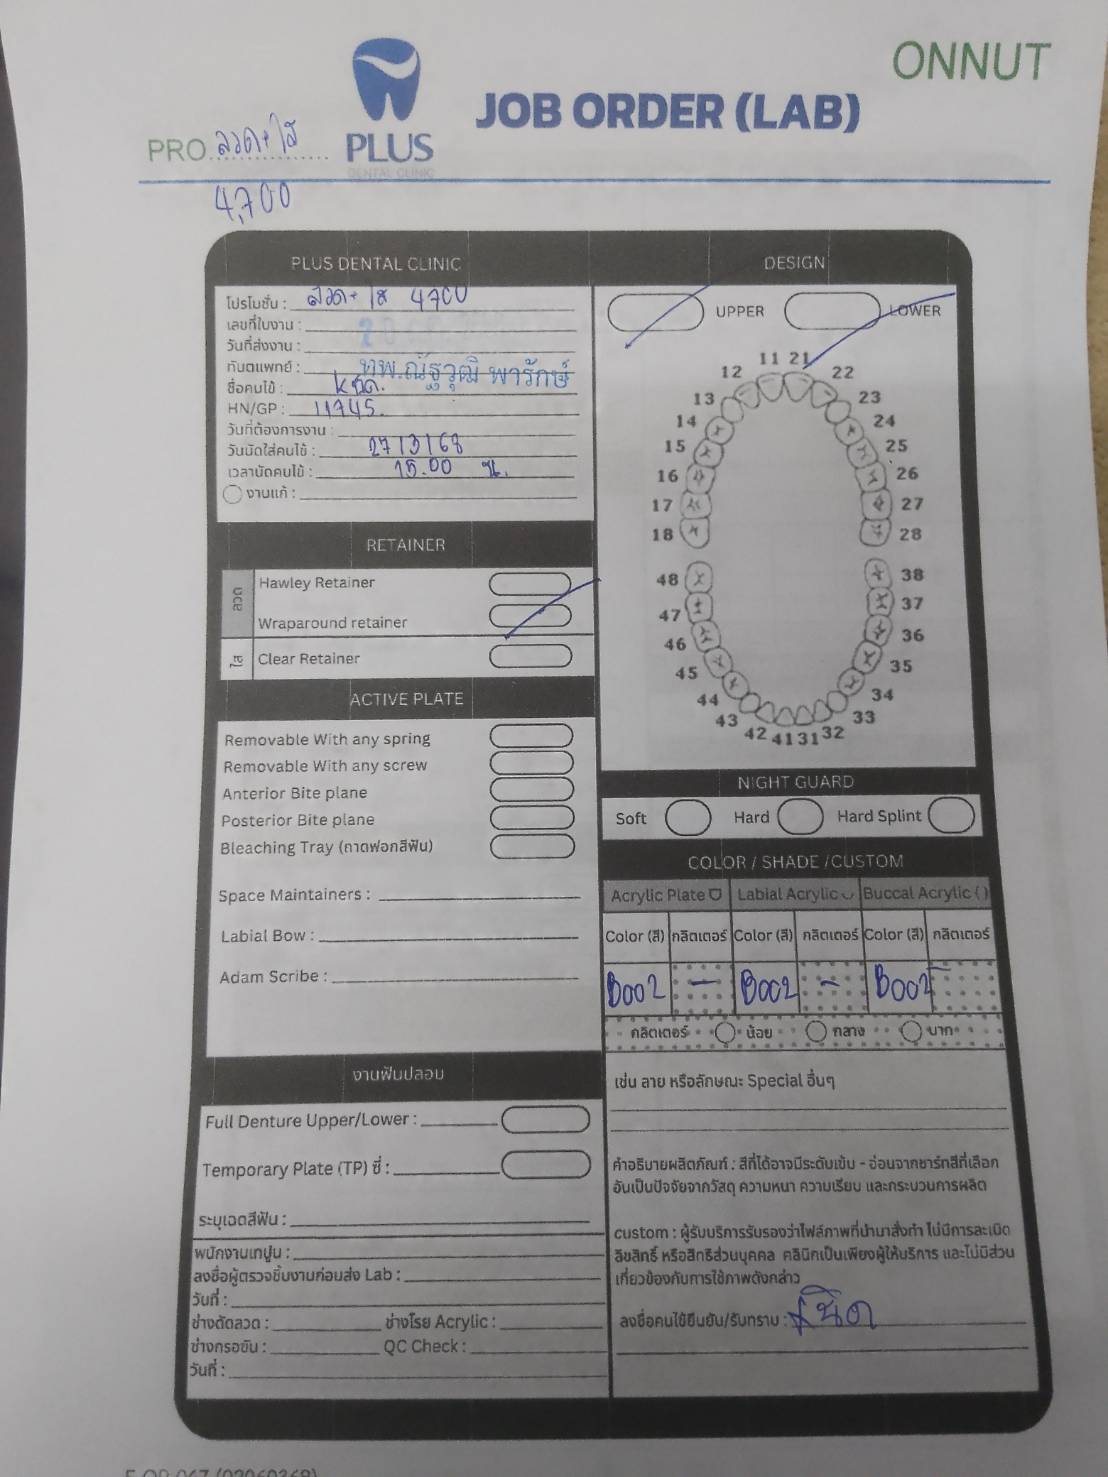 ONNUT
JOB ORDER (LAB)
PRO ลวด+ใส
PLUS
DENTAL CLINIC
4,700
PLUS DENTAL CLINIC
โปรโมชั่น : ลวด+ใส 4700
เลขที่ใบงาน :
วันที่ส่งงาน :
ทันตแพทย์ : ทพ.ณัฐวุฒิ พารักษ์
ชื่อคนไข้ :
HN/GP : 11745.
วันที่ต้องการงาน :
วันนัดใส่คนไข้ : 27/3/68
เวลานัดคนไข้ : 15.00 น.
งานแก้ :
DESIGN
UPPER
LOWER
11 21
12 22
13 23
14 24
15 25
16 26
17 27
18 28
48 38
47 37
46 36
45 35
44 34
43 33
42 41 31 32
RETAINER
ลวด
Hawley Retainer
Wraparound retainer
ใส
Clear Retainer
ACTIVE PLATE
Removable With any spring
Removable With any screw
Anterior Bite plane
Posterior Bite plane
Bleaching Tray (ถาดฟอกสีฟัน)
Space Maintainers :
Labial Bow :
Adam Scribe :
NIGHT GUARD
Soft Hard Hard Splint
COLOR / SHADE /CUSTOM
Acrylic Plate Labial Acrylic Buccal Acrylic ( )
Color (สี) กลิตเตอร์ Color (สี) กลิตเตอร์ Color (สี) กลิตเตอร์
B002 - B002 - B002 -
กลิตเตอร์ น้อย กลาง มาก
เช่น ลาย หรือลักษณะ Special อื่นๆ
งานฟันปลอม
Full Denture Upper/Lower :
Temporary Plate (TP) ซี่ :
ระบุเฉดสีฟัน :
พนักงานเทปูน :
ลงชื่อผู้ตรวจชิ้นงานก่อนส่ง Lab :
วันที่ :
ช่างดัดลวด : ช่างโรย Acrylic :
ช่างกรอขัน : QC Check :
วันที่ :
คำอธิบายผลิตภัณฑ์ : สีที่ได้อาจมีระดับเข้ม - อ่อนจากชาร์ทสีที่เลือก
อันเป็นปัจจัยจากวัสดุ ความหนา ความเรียบ และกระบวนการผลิต
custom : ผู้รับบริการรับรองว่าไฟล์ภาพที่นำมาสั่งทำ ไม่มีการละเมิด
ลิขสิทธิ์ หรือสิทธิส่วนบุคคล คลินิกเป็นเพียงผู้ให้บริการ และไม่มีส่วน
เกี่ยวข้องกับการใช้ภาพดังกล่าว
ลงชื่อคนไข้ยืนยัน/รับทราบ :